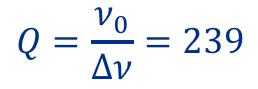 Q = ν₀/Δν = 239